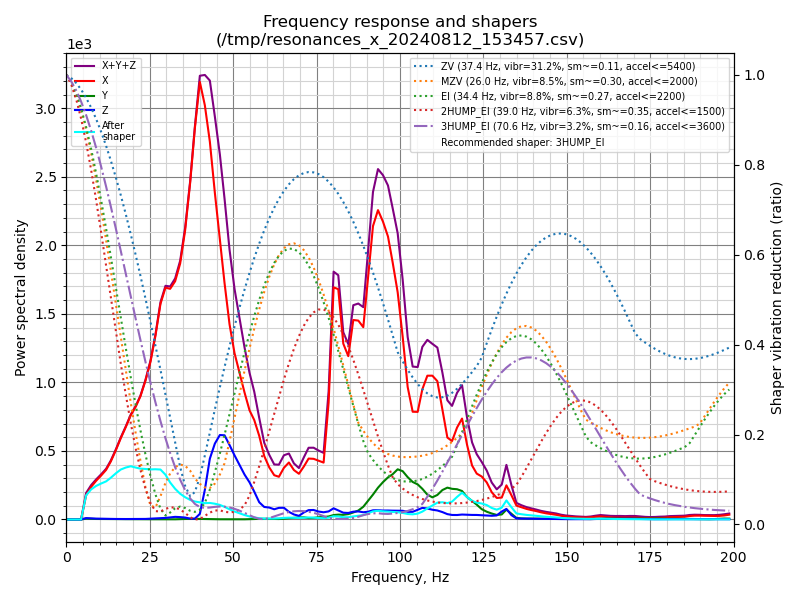 Frequency response and shapers
(/tmp/resonances_x_20240812_153457.csv)
1e3
X+Y+Z
X
Y
Z
After
shaper
ZV (37.4 Hz, vibr=31.2%, sm~=0.11, accel<=5400)
MZV (26.0 Hz, vibr=8.5%, sm~=0.30, accel<=2000)
EI (34.4 Hz, vibr=8.8%, sm~=0.27, accel<=2200)
2HUMP_EI (39.0 Hz, vibr=6.3%, sm~=0.35, accel<=1500)
3HUMP_EI (70.6 Hz, vibr=3.2%, sm~=0.16, accel<=3600)
Recommended shaper: 3HUMP_EI
3.0
2.5
2.0
1.5
1.0
0.5
0.0
Power spectral density
1.0
0.8
0.6
0.4
0.2
0.0
Shaper vibration reduction (ratio)
0 25 50 75 100 125 150 175 200
Frequency, Hz